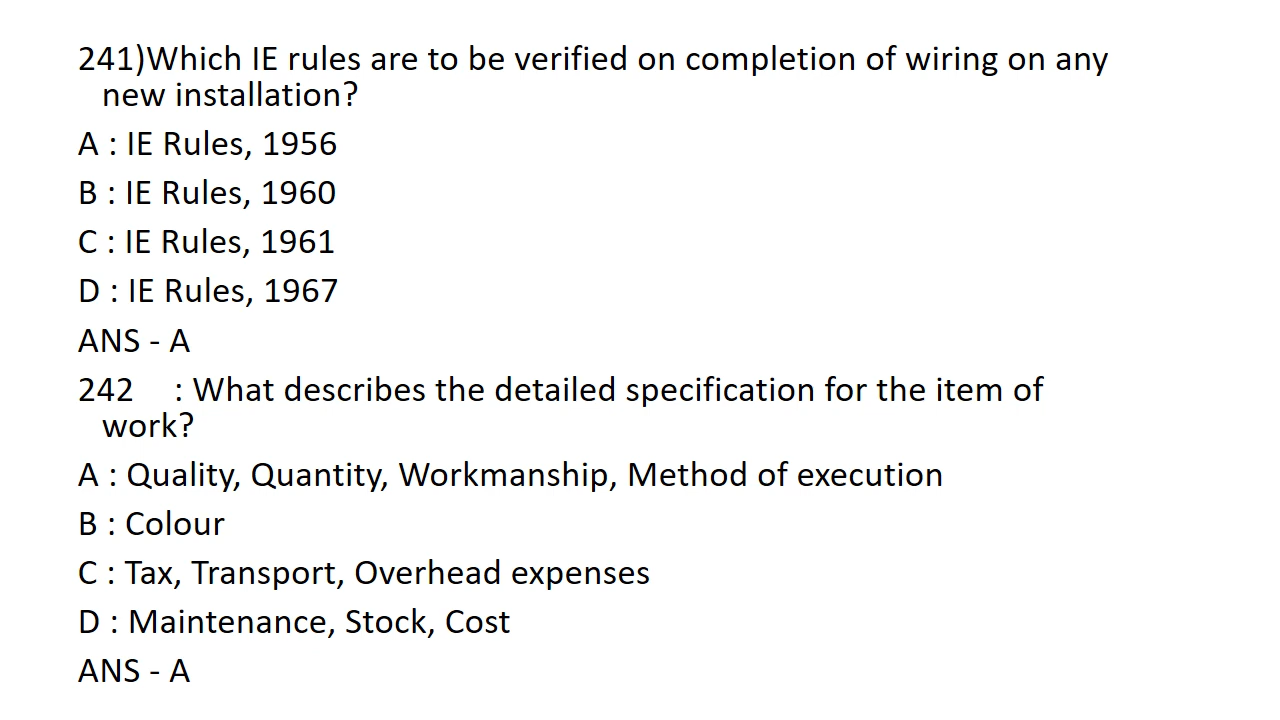 241)Which IE rules are to be verified on completion of wiring on any
new installation?
A : IE Rules, 1956
B : IE Rules, 1960
C : IE Rules, 1961
D : IE Rules, 1967
ANS - A
242 : What describes the detailed specification for the item of
work?
A : Quality, Quantity, Workmanship, Method of execution
B : Colour
C : Tax, Transport, Overhead expenses
D : Maintenance, Stock, Cost
ANS - A